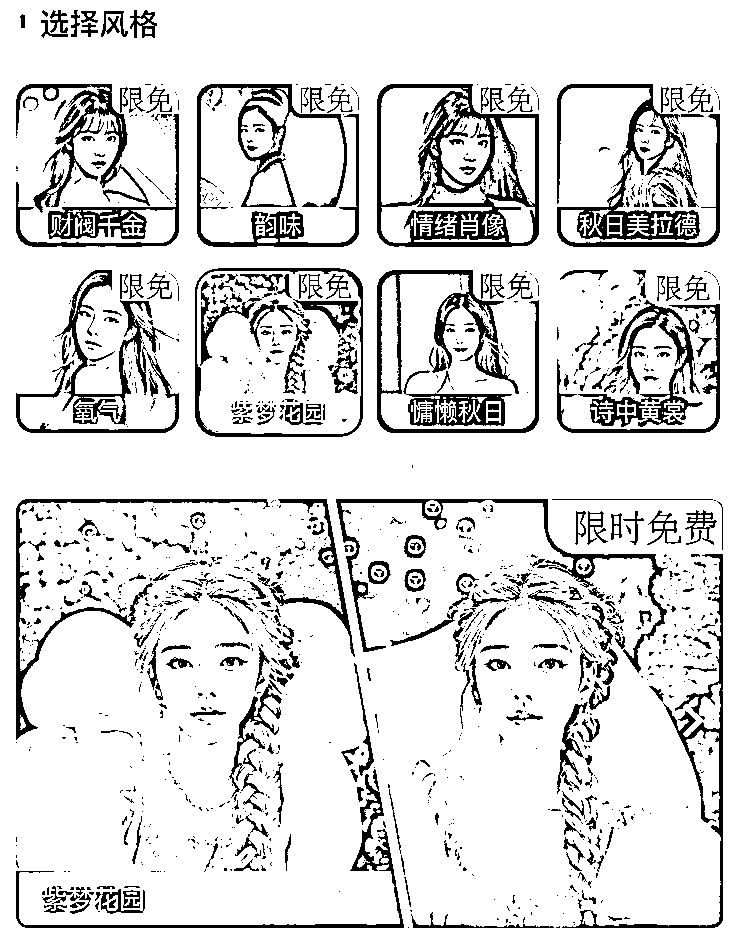 1 选择风格
限免 限免 限免 限免
财阀千金 韵味 情绪肖像 秋日美拉德
限免 限免 限免 限免
氧气 紫梦花园 慵懒秋日 诗中黄裳
限时免费
紫梦花园